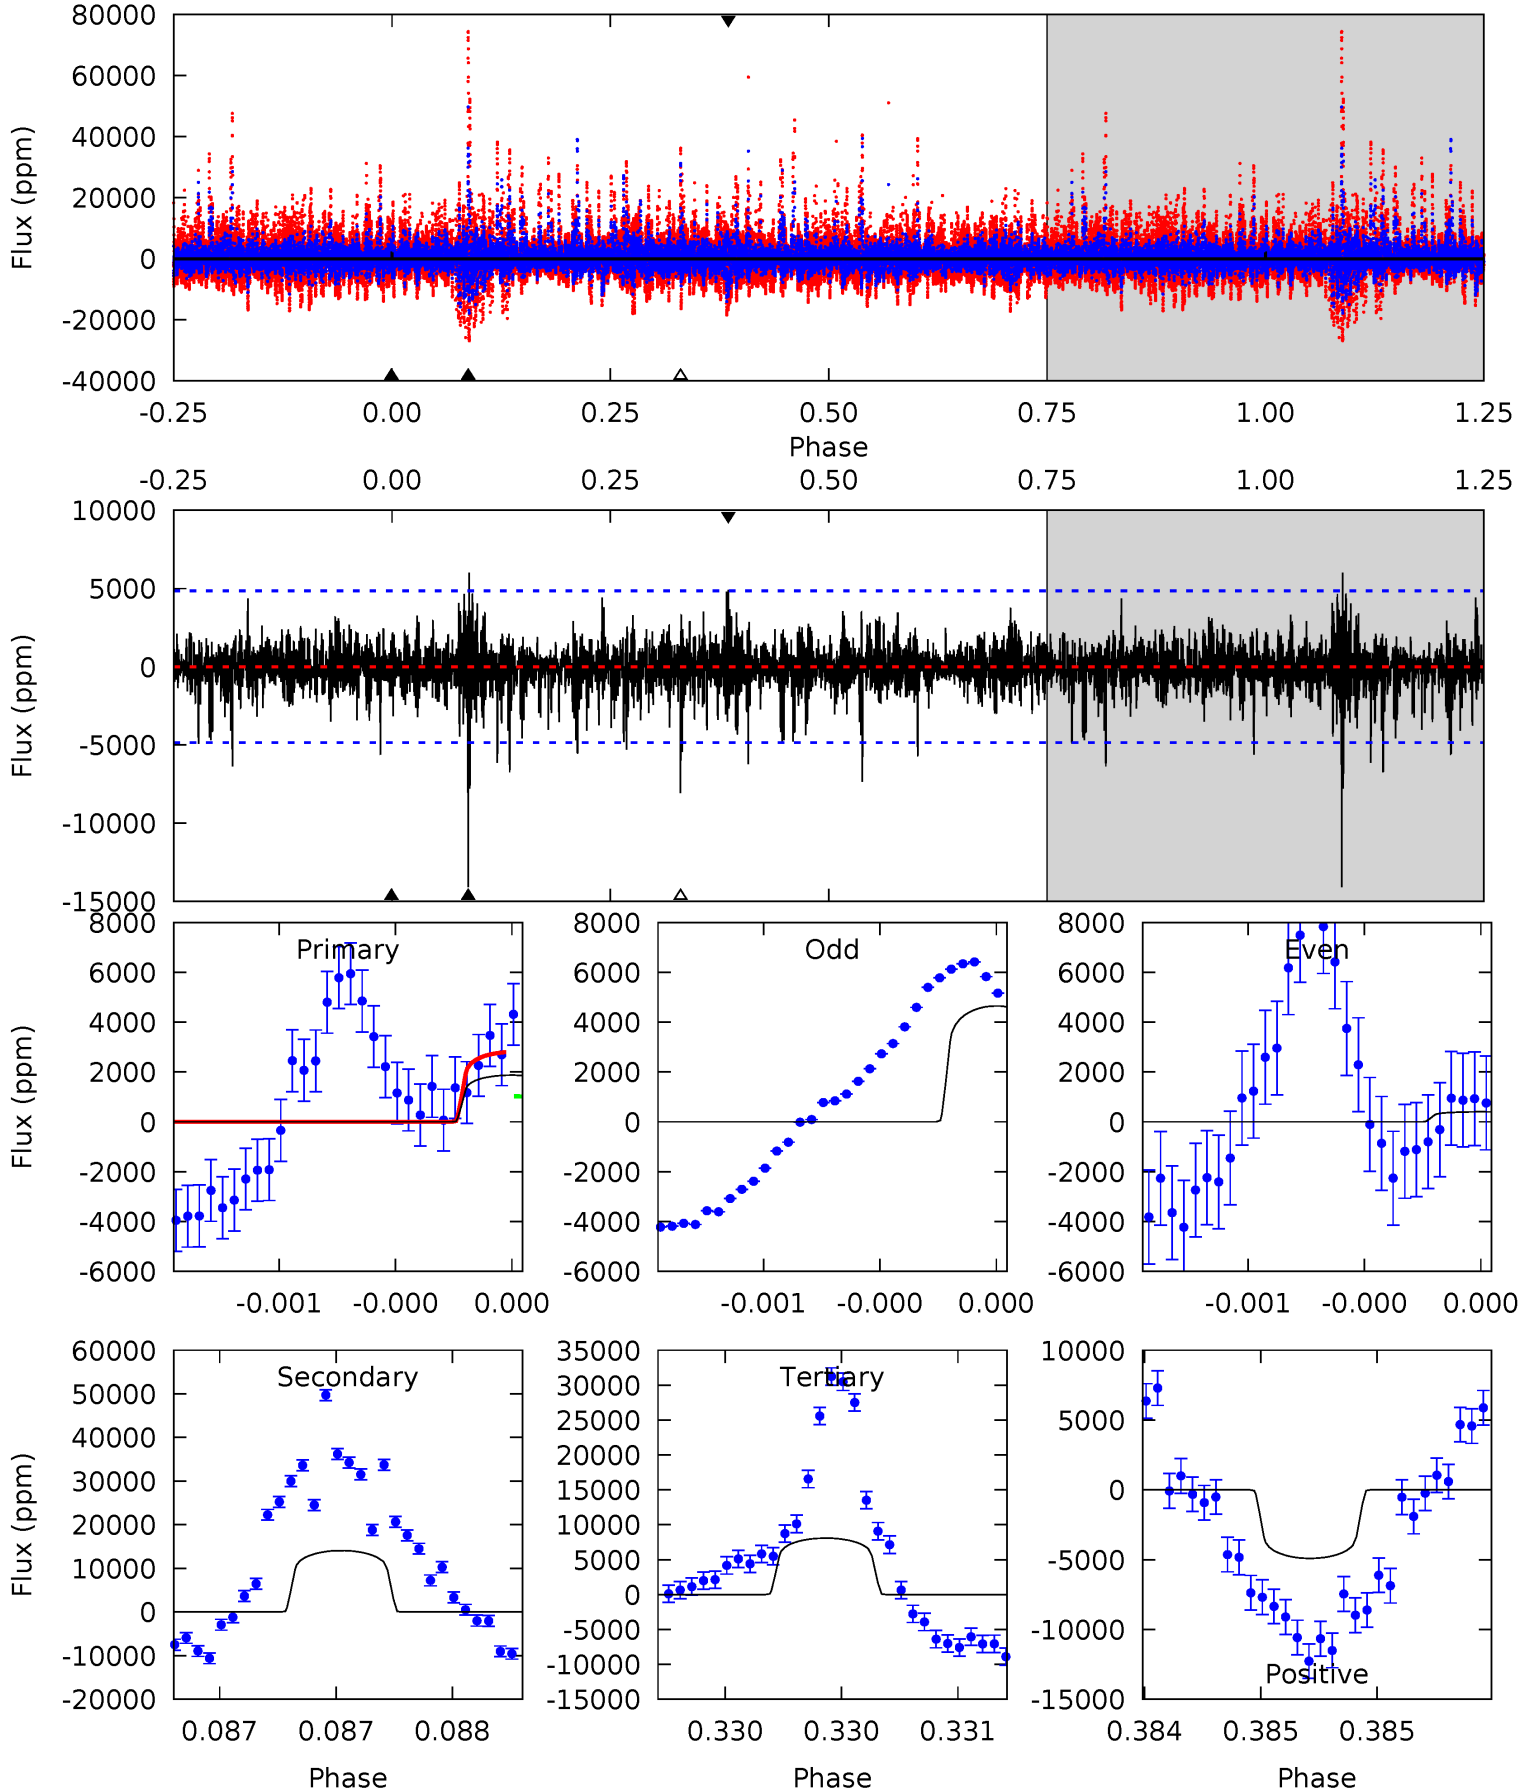 80000
60000
40000
20000
0
-20000
-40000
Flux (ppm)
-0.25 0.00 0.25 0.50 0.75 1.00 1.25
Phase
-0.25 0.00 0.25 0.50 0.75 1.00 1.25
10000
5000
0
-5000
-10000
-15000
Flux (ppm)
8000
6000
4000
2000
0
-2000
-4000
-6000
Flux (ppm)
Primary
-0.001 -0.000 0.000
8000
6000
4000
2000
0
-2000
-4000
-6000
Odd
-0.001 -0.000 0.000
8000
6000
4000
2000
0
-2000
-4000
-6000
Even
-0.001 -0.000 0.000
60000
50000
40000
30000
20000
10000
0
-10000
-20000
Flux (ppm)
Secondary
0.087 0.087 0.088
Phase
35000
30000
25000
20000
15000
10000
5000
0
-5000
-10000
-15000
Tertiary
0.330 0.330 0.331
Phase
10000
5000
0
-5000
-10000
-15000
Positive
0.384 0.385 0.385
Phase